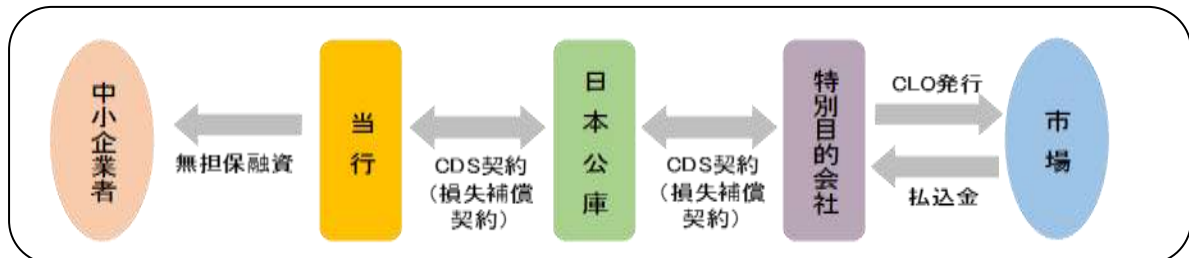 中小企業者
無担保融資
当行
CDS契約
（損失補償
契約）
日本公庫
CDS契約
（損失補償
契約）
特別目的会社
CLO発行
払込金
市場